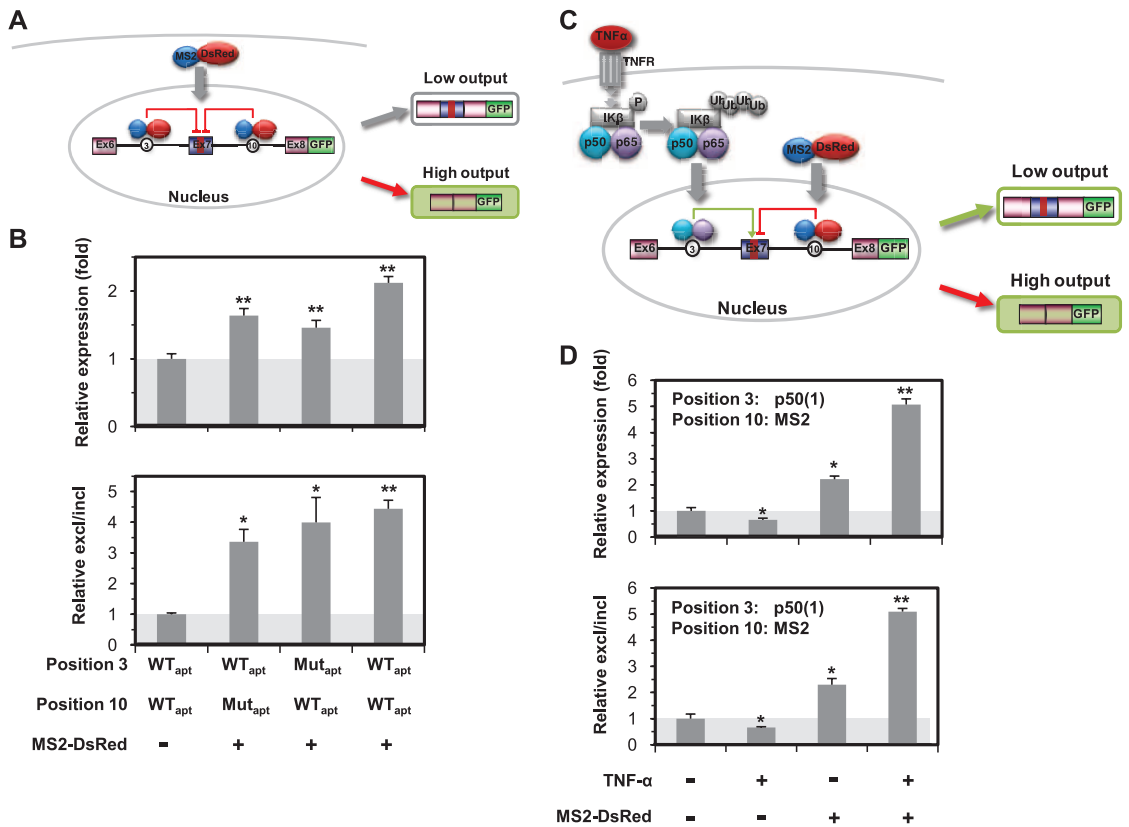 A
MS2 DsRed
3
10
Ex6
Ex7
Ex8 GFP
Nucleus
Low output
GFP
High output
GFP
B
Relative expression (fold)
2
1
0
**
**
**
Relative excl/incl
5
4
3
2
1
0
*
*
**
Position 3 WTapt WTapt Mutapt WTapt
Position 10 WTapt Mutapt WTapt WTapt
MS2-DsRed - + + +
C
TNFα
TNFR
P
IKβ
p50 p65
Ub Ub Ub Ub
IKβ
p50 p65
MS2 DsRed
3
10
Ex6
Ex7
Ex8 GFP
Nucleus
Low output
GFP
High output
GFP
D
Relative expression (fold)
6
5
4
3
2
1
0
Position 3: p50(1)
Position 10: MS2
*
*
**
Relative excl/incl
6
5
4
3
2
1
0
Position 3: p50(1)
Position 10: MS2
*
*
**
TNF-α - + - +
MS2-DsRed - - + +